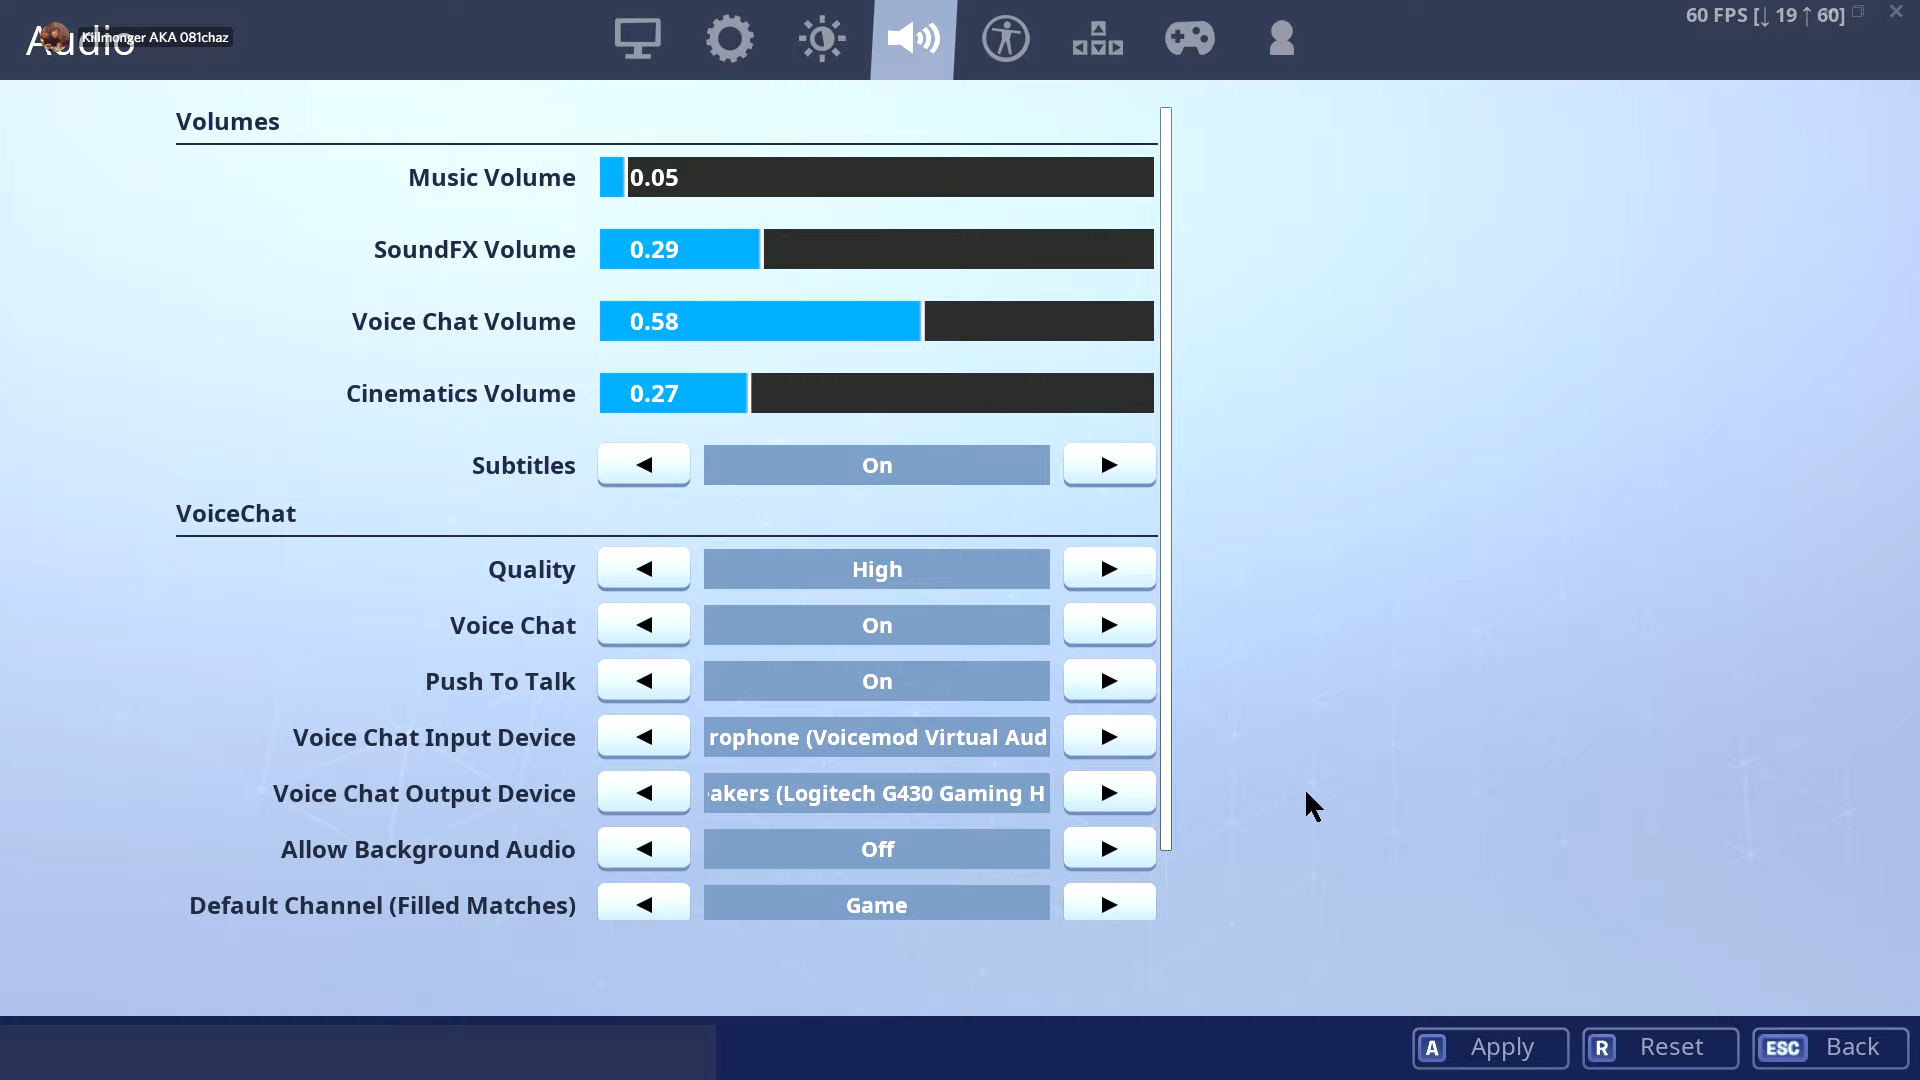 Audio
Killmonger AKA 081chaz
60 FPS [↓ 19 ↑ 60]
Volumes
Music Volume 0.05
SoundFX Volume 0.29
Voice Chat Volume 0.58
Cinematics Volume 0.27
Subtitles On
VoiceChat
Quality High
Voice Chat On
Push To Talk On
Voice Chat Input Device rophone (Voicemod Virtual Aud
Voice Chat Output Device akers (Logitech G430 Gaming H
Allow Background Audio Off
Default Channel (Filled Matches) Game
A Apply R Reset ESC Back